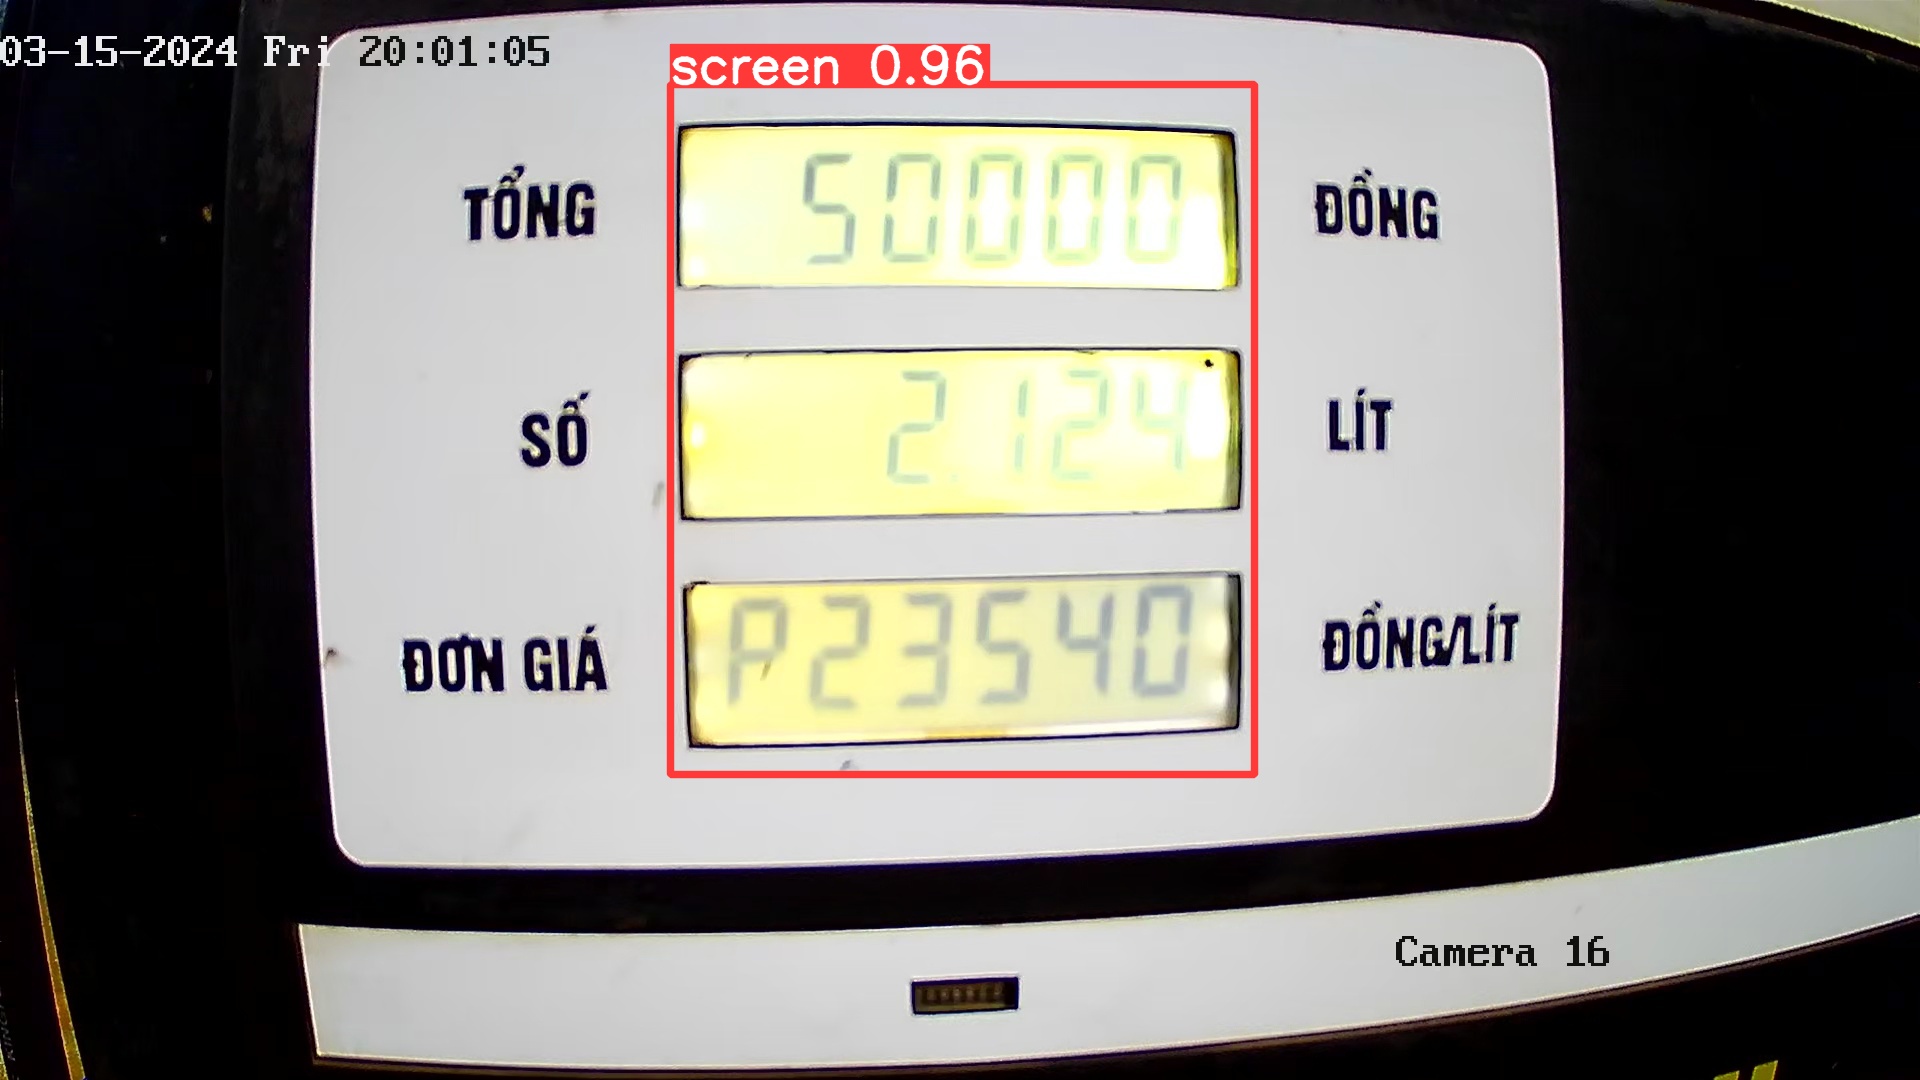 03-15-2024 Fri 20:01:05
screen 0.96
TỔNG 50000 ĐỒNG
SỐ 2.124 LÍT
ĐƠN GIÁ P23540 ĐỒNG/LÍT
Camera 16